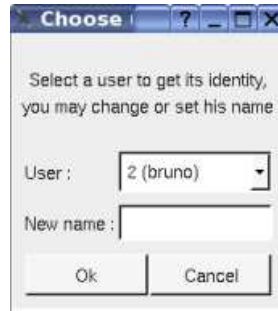 Choose
Select a user to get its identity,
you may change or set his name
User : 2 (bruno)
New name :
Ok Cancel